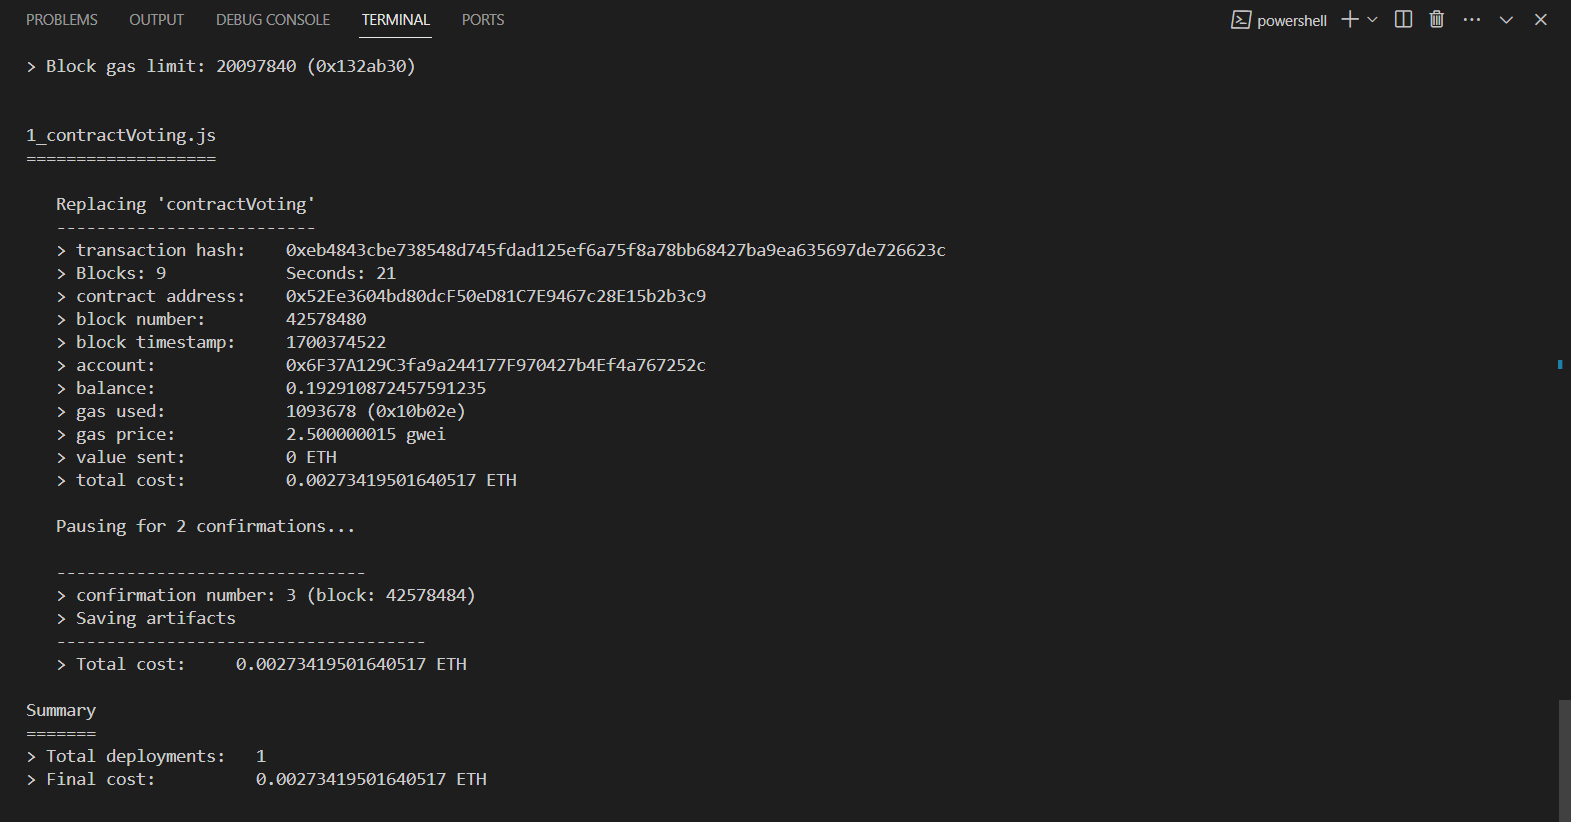 PROBLEMS OUTPUT DEBUG CONSOLE TERMINAL PORTS powershell
> Block gas limit: 20097840 (0x132ab30)
1_contractVoting.js
===================
Replacing 'contractVoting'
--------------------------
> transaction hash: 0xeb4843cbe738548d745fdad125ef6a75f8a78bb68427ba9ea635697de726623c
> Blocks: 9 Seconds: 21
> contract address: 0x52Ee3604bd80dcF50eD81C7E9467c28E15b2b3c9
> block number: 42578480
> block timestamp: 1700374522
> account: 0x6F37A129C3fa9a244177F970427b4Ef4a767252c
> balance: 0.192910872457591235
> gas used: 1093678 (0x10b02e)
> gas price: 2.500000015 gwei
> value sent: 0 ETH
> total cost: 0.00273419501640517 ETH
Pausing for 2 confirmations...
-------------------------------
> confirmation number: 3 (block: 42578484)
> Saving artifacts
-------------------------------------
> Total cost: 0.00273419501640517 ETH
Summary
=======
> Total deployments: 1
> Final cost: 0.00273419501640517 ETH